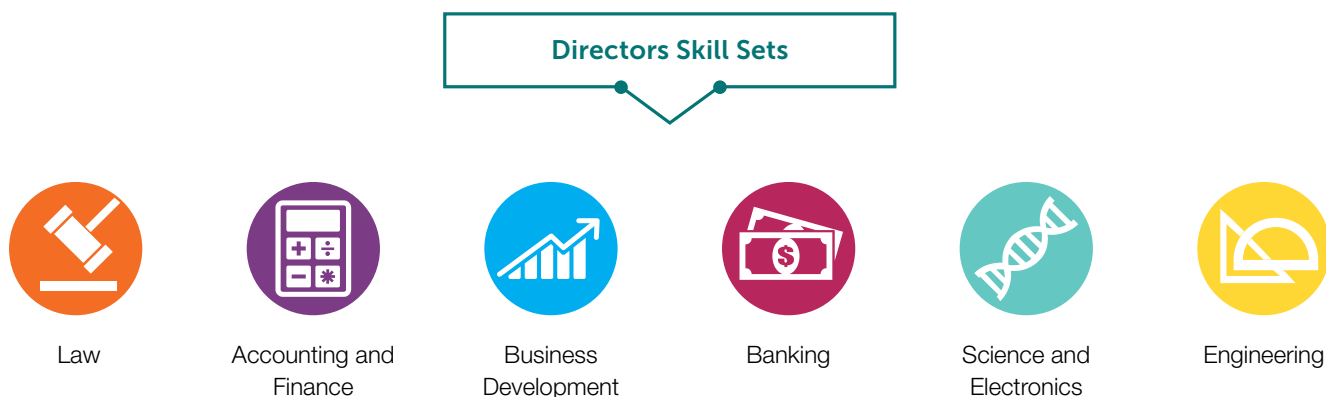 Directors Skill Sets
$
Law
Accounting and
Finance
Business
Development
Banking
Science and
Electronics
Engineering